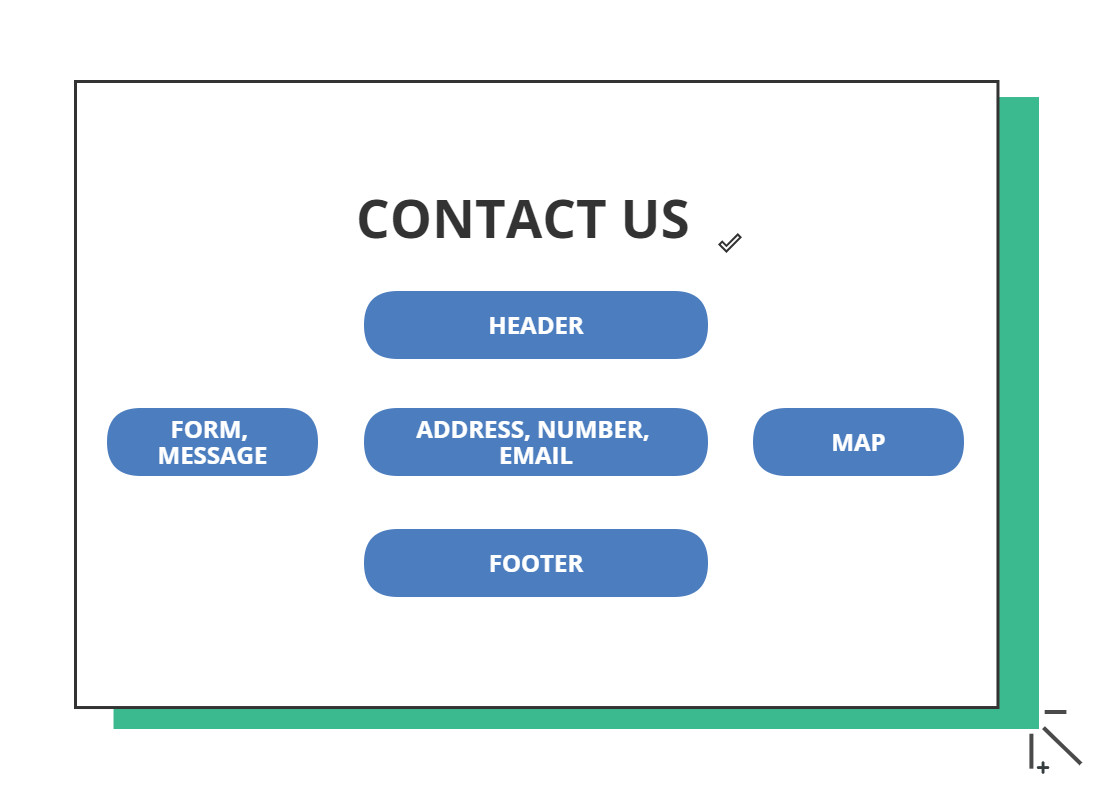 CONTACT US
HEADER
FORM,
MESSAGE
ADDRESS, NUMBER,
EMAIL
MAP
FOOTER